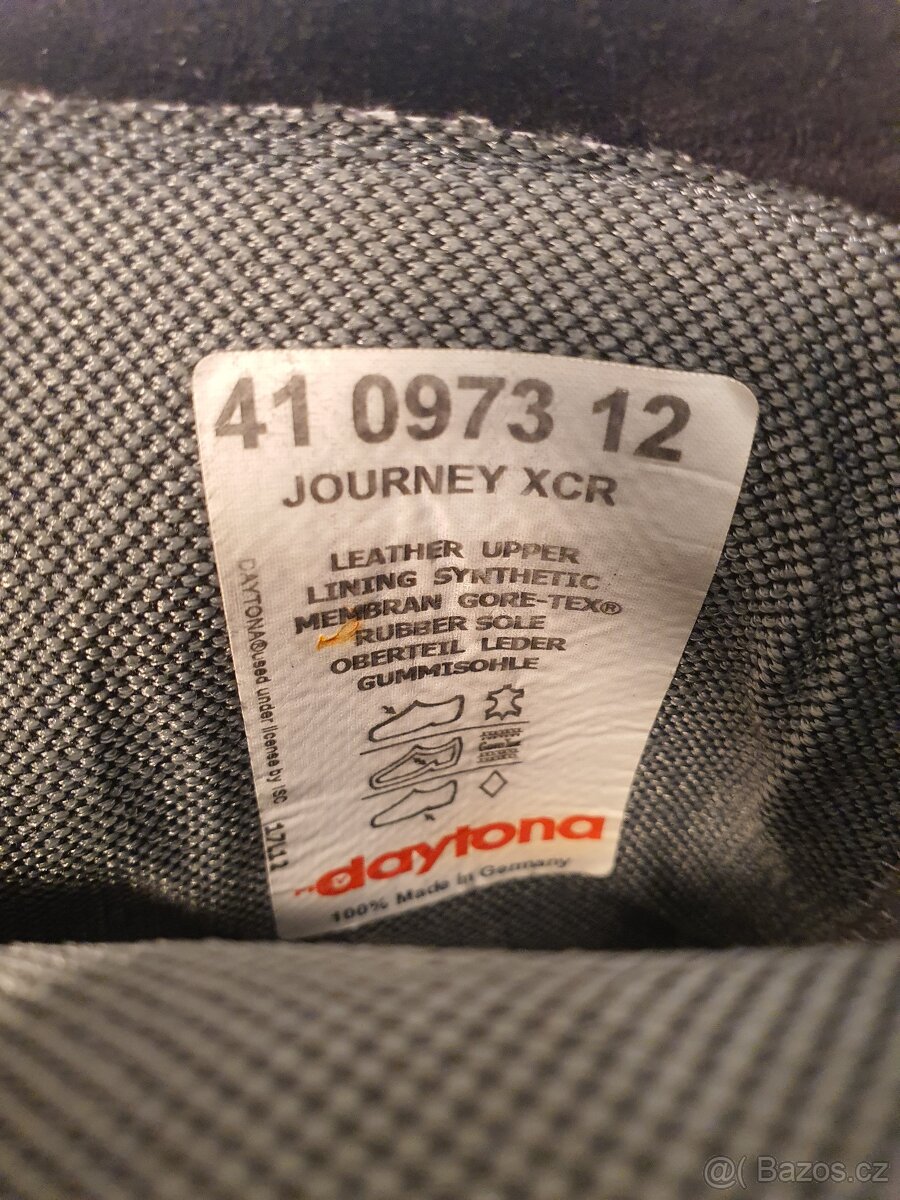 41 0973 12
JOURNEY XCR
LEATHER UPPER
LINING SYNTHETIC
MEMBRAN GORE-TEX®
RUBBER SOLE
OBERTEIL LEDER
GUMMISOHLE
DAYTONA®used under license by ISC
daytona
100% Made in Germany
@( Bazos.cz